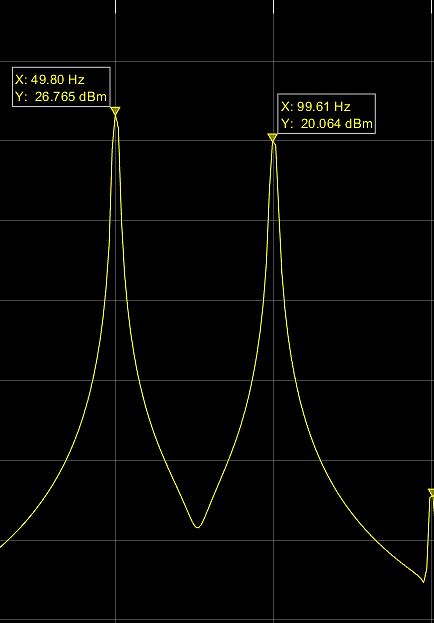 X: 49.80 Hz
Y: 26.765 dBm
X: 99.61 Hz
Y: 20.064 dBm